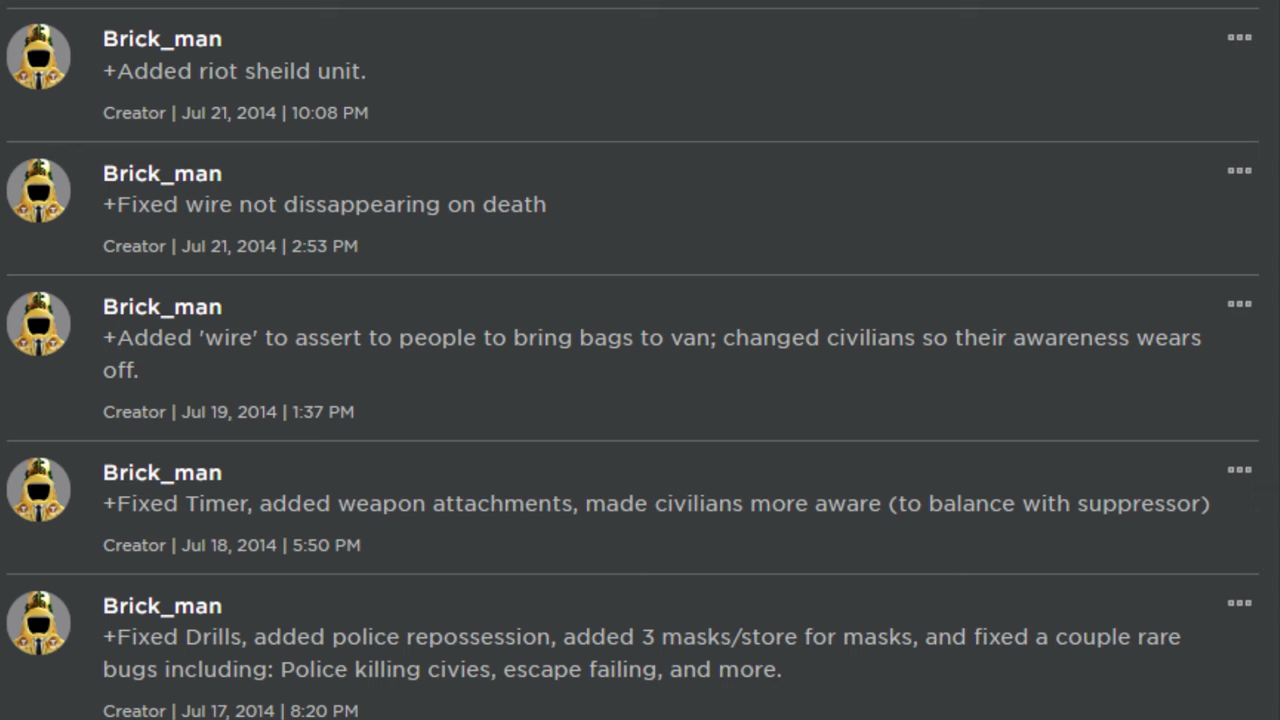 Brick_man
+Added riot sheild unit.
Creator | Jul 21, 2014 | 10:08 PM
Brick_man
+Fixed wire not dissappearing on death
Creator | Jul 21, 2014 | 2:53 PM
Brick_man
+Added 'wire' to assert to people to bring bags to van; changed civilians so their awareness wears
off.
Creator | Jul 19, 2014 | 1:37 PM
Brick_man
+Fixed Timer, added weapon attachments, made civilians more aware (to balance with suppressor)
Creator | Jul 18, 2014 | 5:50 PM
Brick_man
+Fixed Drills, added police repossession, added 3 masks/store for masks, and fixed a couple rare
bugs including: Police killing civies, escape failing, and more.
Creator | Jul 17, 2014 | 8:20 PM